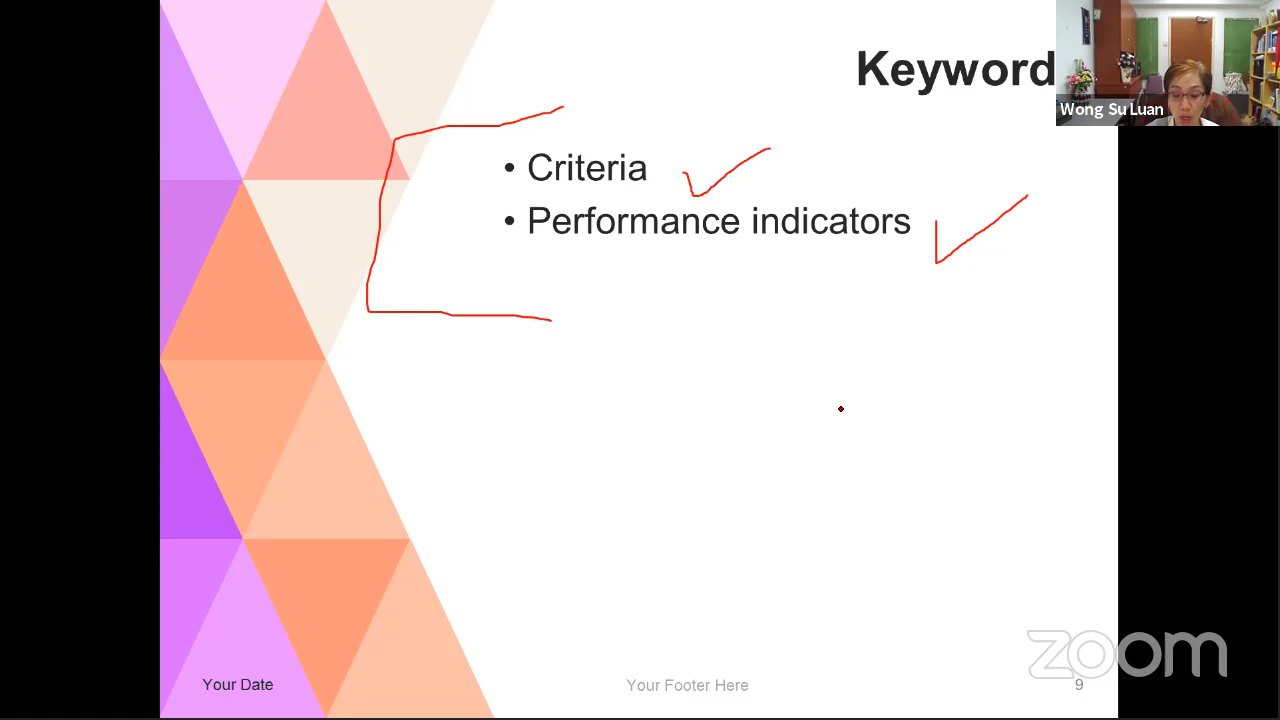 Keyword
Wong Su Luan
• Criteria
• Performance indicators
zoom
Your Date
Your Footer Here
9